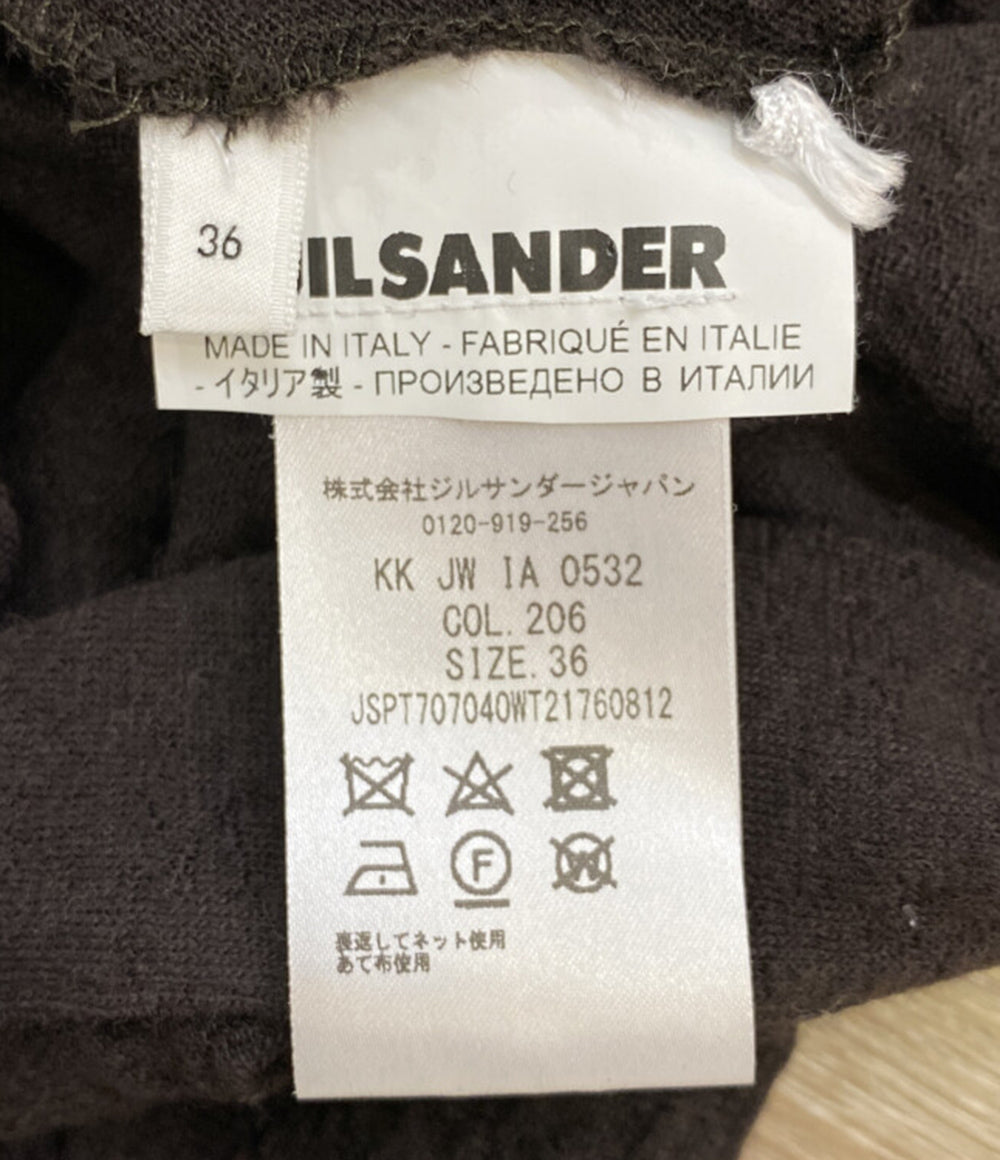 36
JIL SANDER
MADE IN ITALY - FABRIQUÉ EN ITALIE
- イタリア製 - ПРОИЗВЕДЕНО В ИТАЛИИ
株式会社ジルサンダージャパン
0120-919-256
KK JW IA 0532
COL. 206
SIZE. 36
JSPT707040WT21760812
F
W
裏返してネット使用
あて布使用